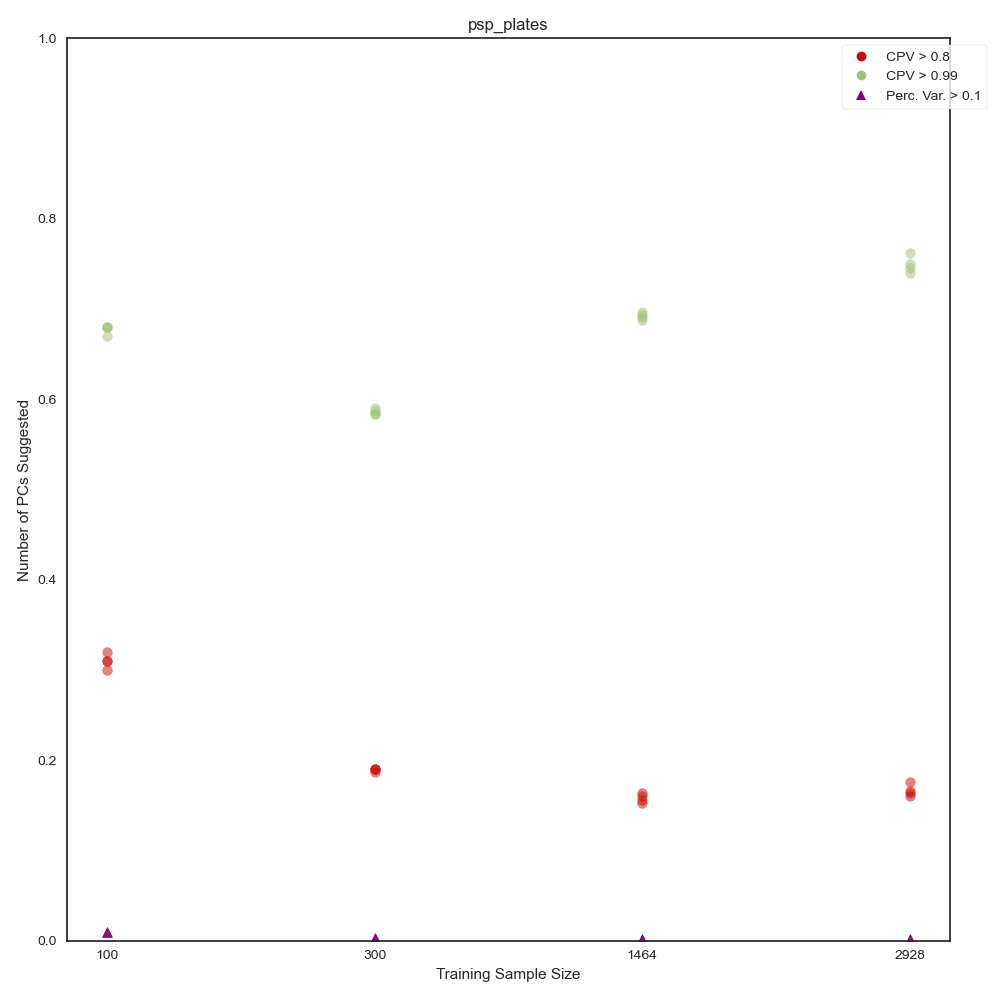 psp_plates
CPV > 0.8
CPV > 0.99
Perc. Var. > 0.1
Number of PCs Suggested
1.0
0.8
0.6
0.4
0.2
0.0
100 300 1464 2928
Training Sample Size